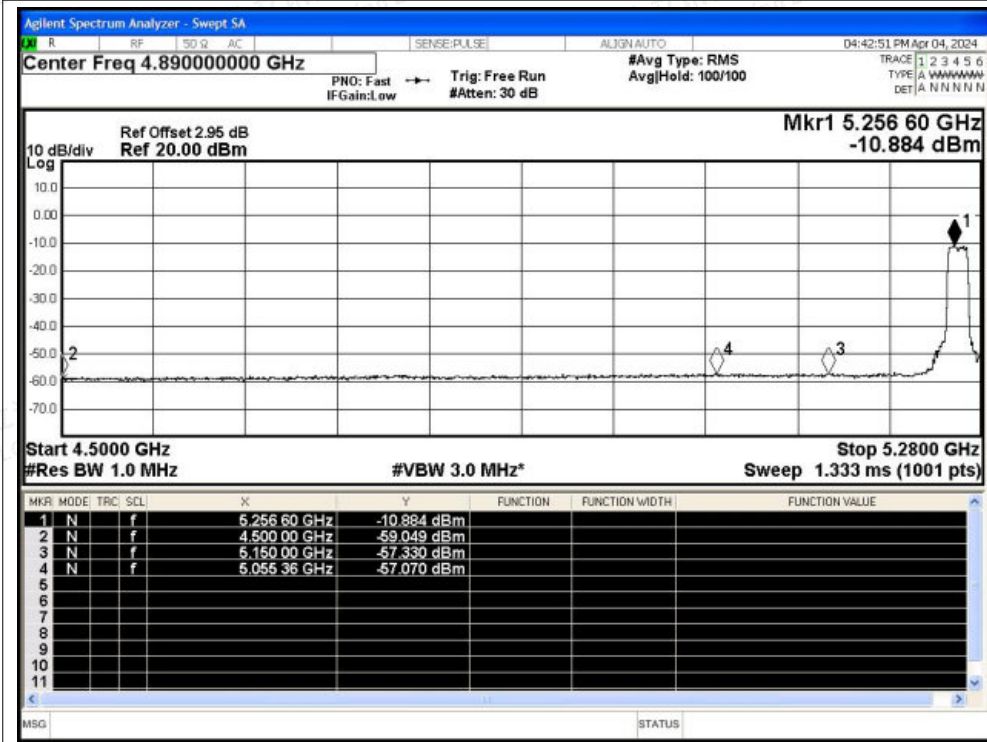 Agilent Spectrum Analyzer - Swept SA
LXI R RF 50 Ω AC SENSE:PULSE ALIGN AUTO 04:42:51 PM Apr 04, 2024
Center Freq 4.890000000 GHz
PNO: Fast
IFGain:Low
Trig: Free Run
#Atten: 30 dB
#Avg Type: RMS
Avg|Hold: 100/100
TRACE 1 2 3 4 5 6
TYPE A WWWWW
DET A N N N N N
Ref Offset 2.95 dB
10 dB/div Ref 20.00 dBm
Log
Mkr1 5.256 60 GHz
-10.884 dBm
10.0
0.00
-10.0
-20.0
-30.0
-40.0
-50.0
-60.0
-70.0
1
2
4
3
Start 4.5000 GHz Stop 5.2800 GHz
#Res BW 1.0 MHz #VBW 3.0 MHz* Sweep 1.333 ms (1001 pts)
MKR MODE TRC SCL X Y FUNCTION FUNCTION WIDTH FUNCTION VALUE
1 N f 5.256 60 GHz -10.884 dBm
2 N f 4.500 00 GHz -59.049 dBm
3 N f 5.150 00 GHz -57.330 dBm
4 N f 5.055 36 GHz -57.070 dBm
5
6
7
8
9
10
11
MSG STATUS